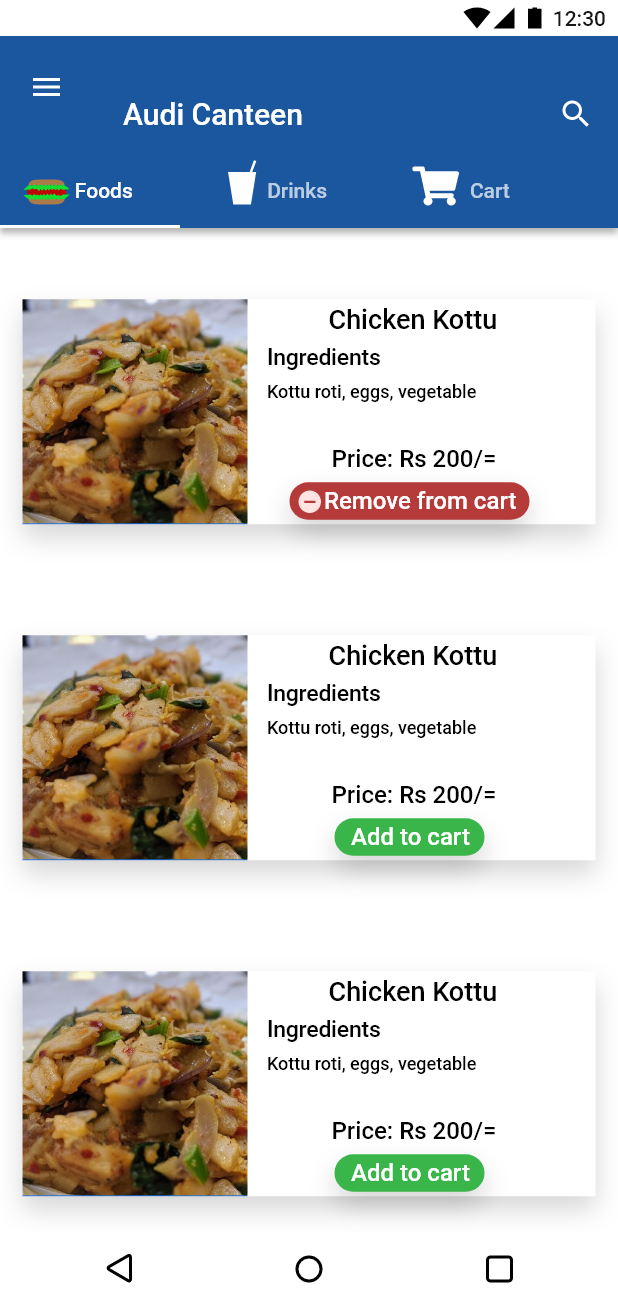 12:30
Audi Canteen
Foods
Drinks
Cart
Chicken Kottu
Ingredients
Kottu roti, eggs, vegetable
Price: Rs 200/=
Remove from cart
Chicken Kottu
Ingredients
Kottu roti, eggs, vegetable
Price: Rs 200/=
Add to cart
Chicken Kottu
Ingredients
Kottu roti, eggs, vegetable
Price: Rs 200/=
Add to cart